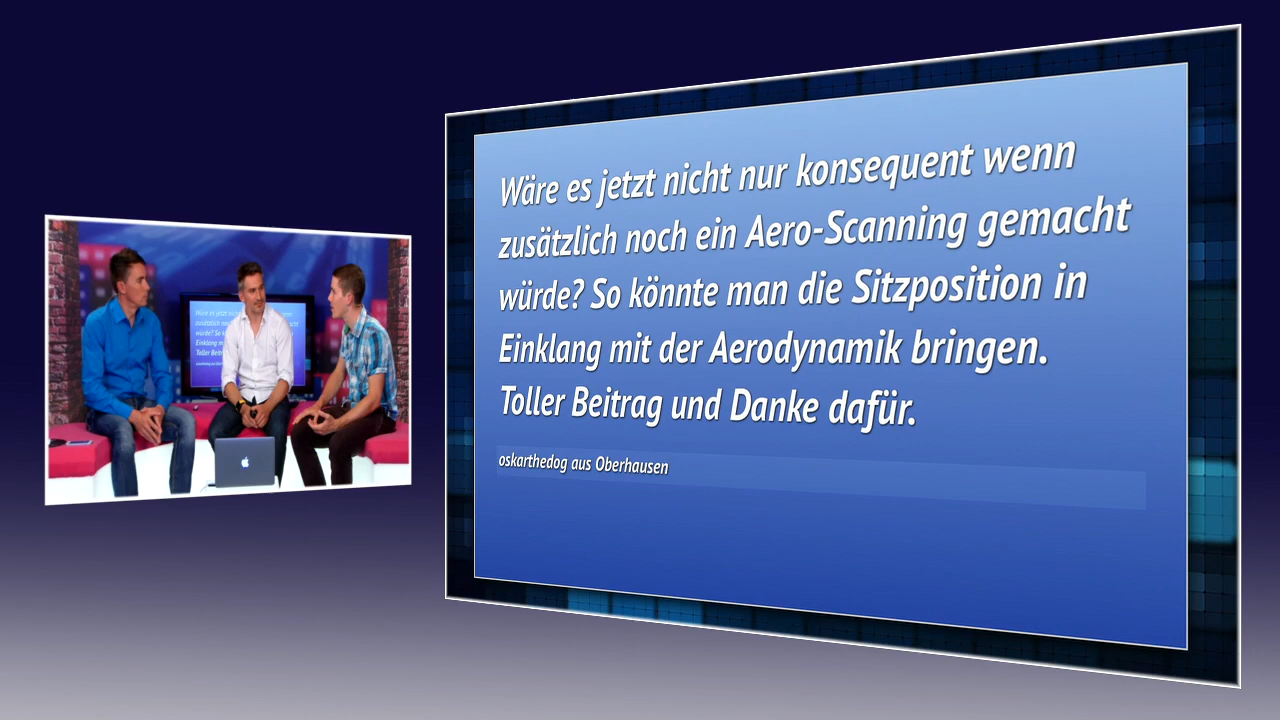 Wäre es jetzt nicht nur konsequent wenn
zusätzlich noch ein Aero-Scanning gemacht
würde? So könnte man die Sitzposition in
Einklang mit der Aerodynamik bringen.
Toller Beitrag und Danke dafür.
oskarthedog aus Oberhausen